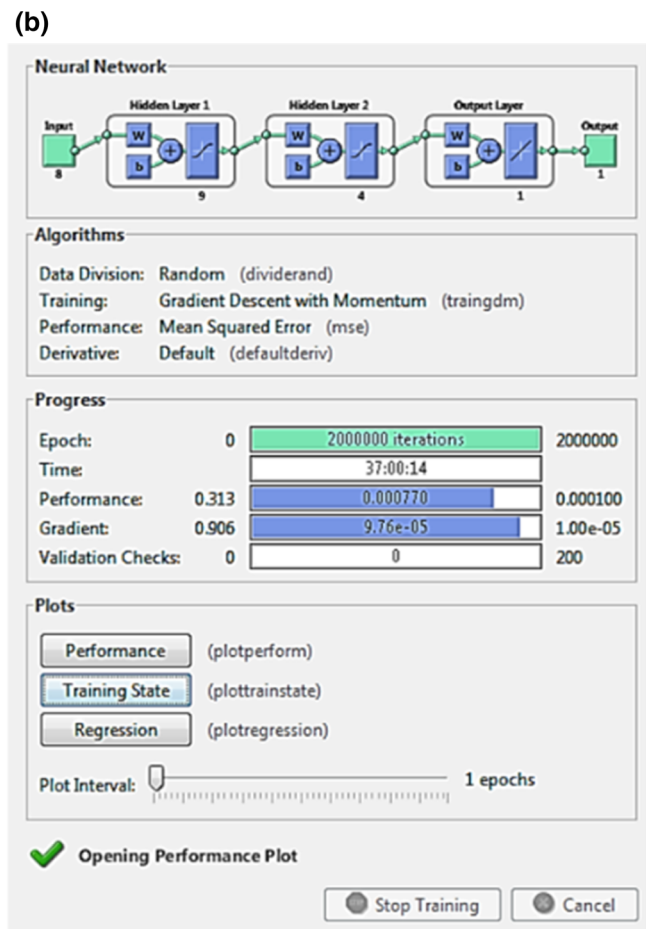 (b)
Neural Network
Hidden Layer 1 Hidden Layer 2 Output Layer
Input Output
W W W
+ + +
b b b
8 9 4 1 1
Algorithms
Data Division: Random (dividerand)
Training: Gradient Descent with Momentum (traingdm)
Performance: Mean Squared Error (mse)
Derivative: Default (defaultderiv)
Progress
Epoch: 0 2000000 iterations 2000000
Time: 37:00:14
Performance: 0.313 0.000770 0.000100
Gradient: 0.906 9.76e-05 1.00e-05
Validation Checks: 0 0 200
Plots
Performance (plotperform)
Training State (plottrainstate)
Regression (plotregression)
Plot Interval: 1 epochs
Opening Performance Plot
Stop Training Cancel